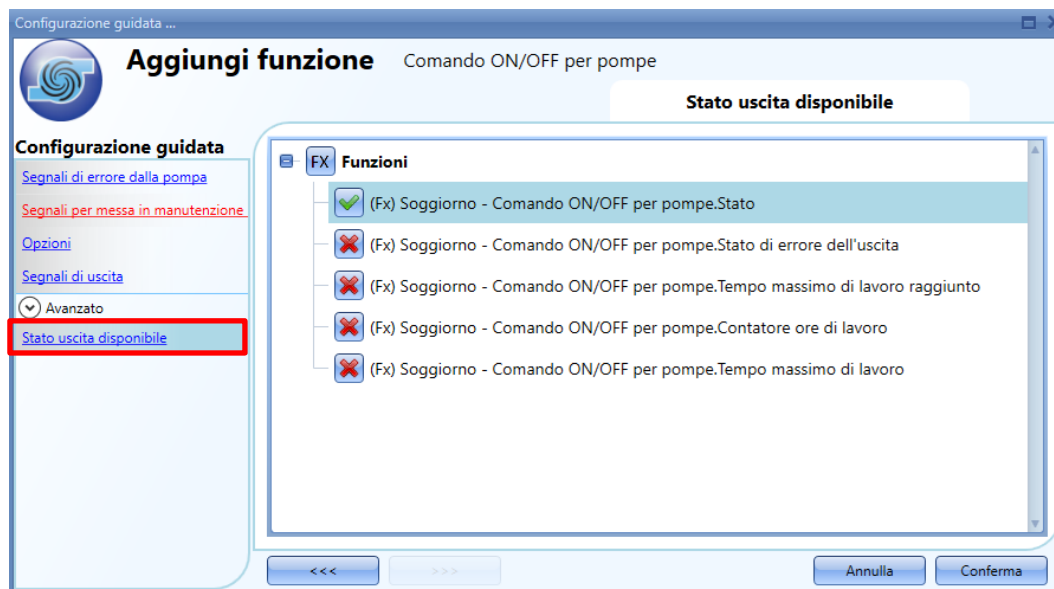 Configurazione guidata ...
Aggiungi funzione Comando ON/OFF per pompe
Stato uscita disponibile
Configurazione guidata
Segnali di errore dalla pompa
Segnali per messa in manutenzione
Opzioni
Segnali di uscita
Avanzato
Stato uscita disponibile
FX Funzioni
(Fx) Soggiorno - Comando ON/OFF per pompe.Stato
(Fx) Soggiorno - Comando ON/OFF per pompe.Stato di errore dell'uscita
(Fx) Soggiorno - Comando ON/OFF per pompe.Tempo massimo di lavoro raggiunto
(Fx) Soggiorno - Comando ON/OFF per pompe.Contatore ore di lavoro
(Fx) Soggiorno - Comando ON/OFF per pompe.Tempo massimo di lavoro
<<< >>> Annulla Conferma